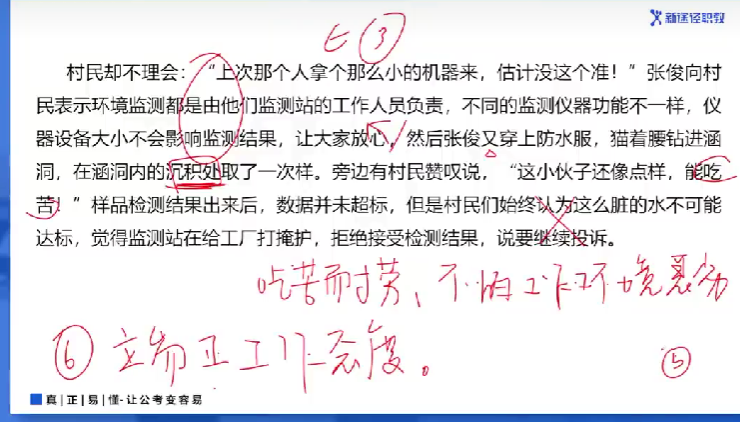 新途径职教
③
村民却不理会:“上次那个人拿个那么小的机器来,估计没这个准!”张俊向村
民表示环境监测都是由他们监测站的工作人员负责,不同的监测仪器功能不一样,仪
器设备大小不会影响监测结果,让大家放心。然后张俊又穿上防水服,猫着腰钻进涵
洞,在涵洞内的沉积处取了一次样。旁边有村民赞叹说,“这小伙子还像点样,能吃
苦!”样品检测结果出来后,数据并未超标,但是村民们始终认为这么脏的水不可能
达标,觉得监测站在给工厂打掩护,拒绝接受检测结果,说要继续投诉。
吃苦而才劳、不怕工作环境恶劣
⑥ 立场正工作态度。
⑤
真|正|易|懂-让公考变容易